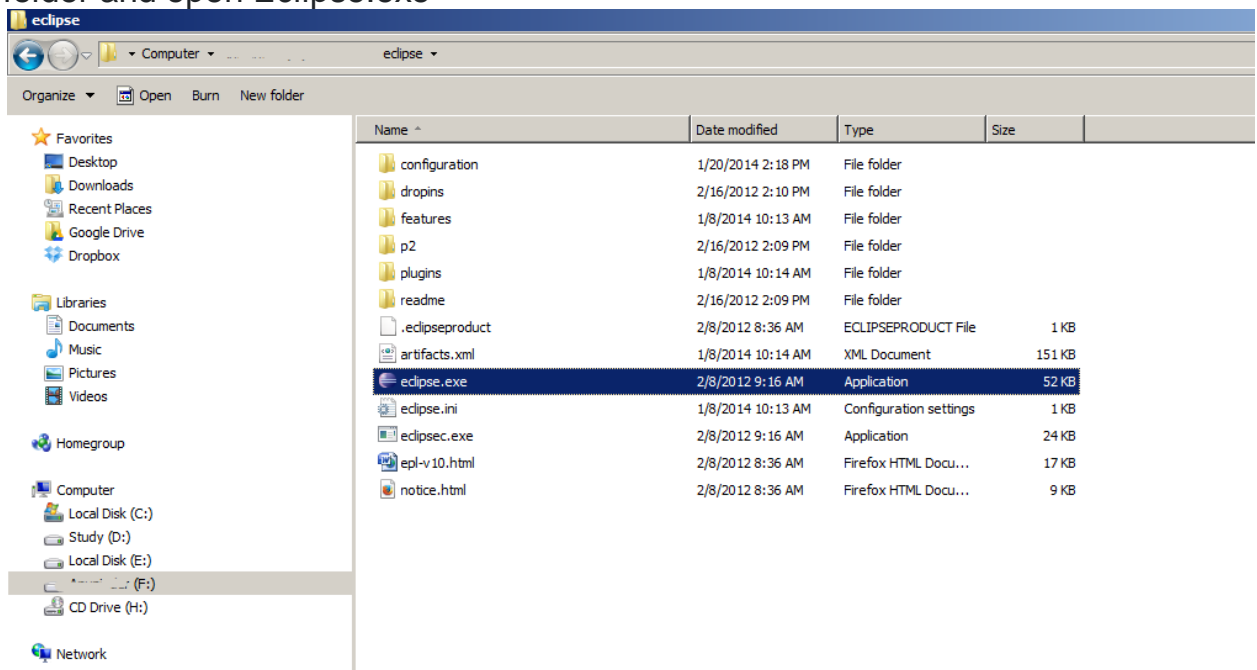 folder and open Eclipse.exe
eclipse
Computer eclipse
Organize Open Burn New folder
Favorites
Desktop
Downloads
Recent Places
Google Drive
Dropbox
Libraries
Documents
Music
Pictures
Videos
Homegroup
Computer
Local Disk (C:)
Study (D:)
Local Disk (E:)
(F:)
CD Drive (H:)
Network
Name Date modified Type Size
configuration 1/20/2014 2:18 PM File folder
dropins 2/16/2012 2:10 PM File folder
features 1/8/2014 10:13 AM File folder
p2 2/16/2012 2:09 PM File folder
plugins 1/8/2014 10:14 AM File folder
readme 2/16/2012 2:09 PM File folder
.eclipseproduct 2/8/2012 8:36 AM ECLIPSEPRODUCT File 1 KB
artifacts.xml 1/8/2014 10:14 AM XML Document 151 KB
eclipse.exe 2/8/2012 9:16 AM Application 52 KB
eclipse.ini 1/8/2014 10:13 AM Configuration settings 1 KB
eclipsec.exe 2/8/2012 9:16 AM Application 24 KB
epl-v10.html 2/8/2012 8:36 AM Firefox HTML Docu... 17 KB
notice.html 2/8/2012 8:36 AM Firefox HTML Docu... 9 KB